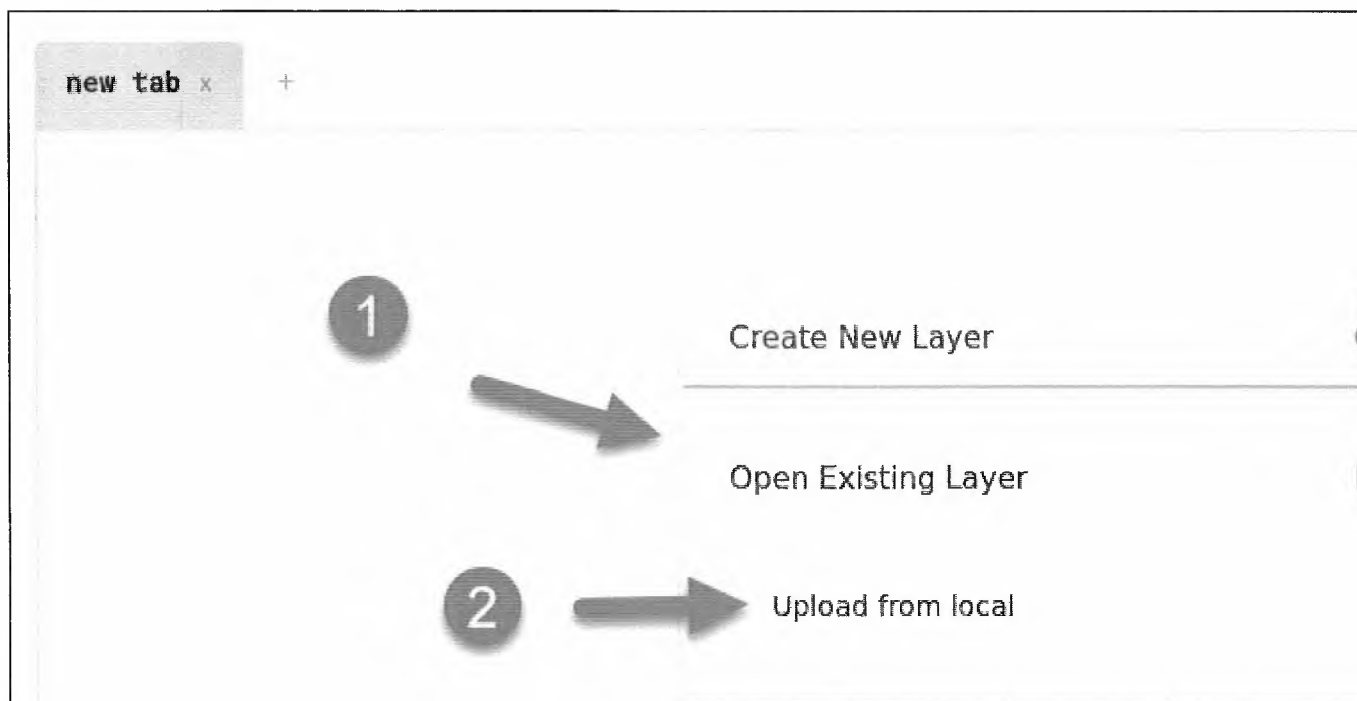 new tab x +
1
Create New Layer
Open Existing Layer
2
Upload from local